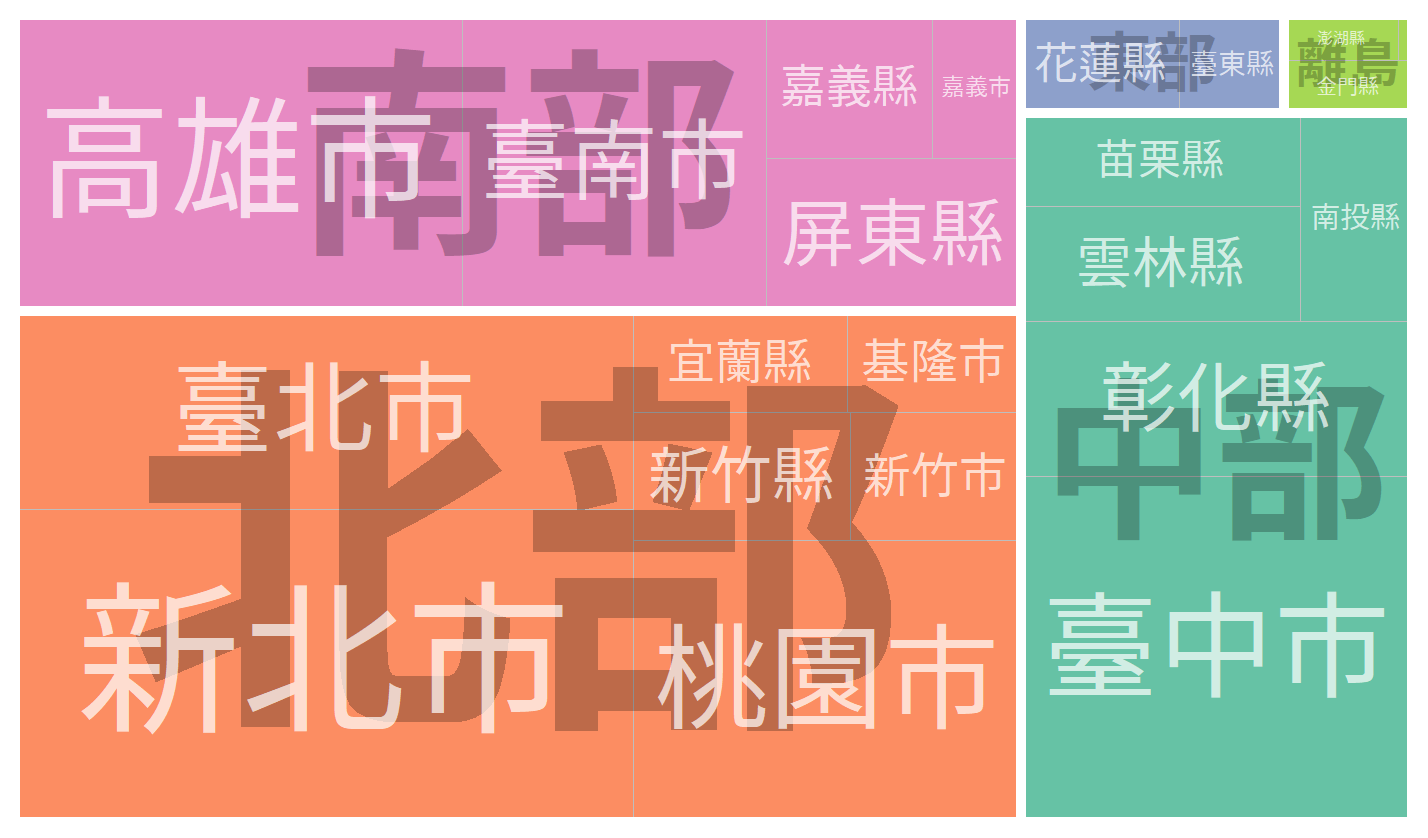 南部
高雄市
臺南市
嘉義縣
嘉義市
屏東縣
東部
花蓮縣
臺東縣
離島
澎湖縣
金門縣
北部
臺北市
新北市
宜蘭縣
基隆市
新竹縣
新竹市
桃園市
中部
苗栗縣
雲林縣
南投縣
彰化縣
臺中市